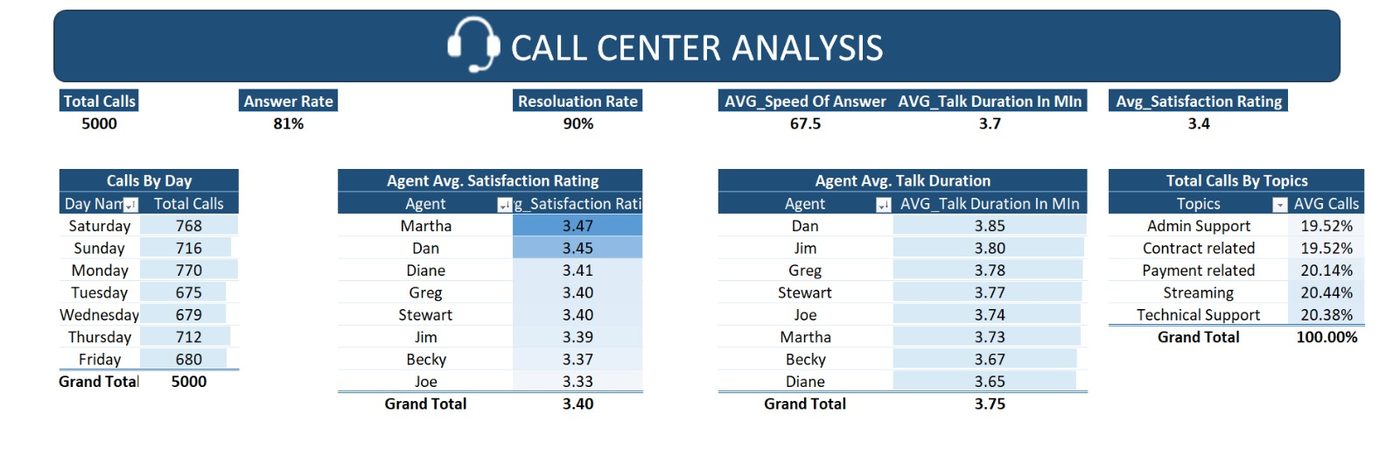 CALL CENTER ANALYSIS
Total Calls Answer Rate Resoluation Rate AVG_Speed Of Answer AVG_Talk Duration In MIn Avg_Satisfaction Rating
5000 81% 90% 67.5 3.7 3.4
Calls By Day
Day Nam Total Calls
Saturday 768
Sunday 716
Monday 770
Tuesday 675
Wednesday 679
Thursday 712
Friday 680
Grand Total 5000
Agent Avg. Satisfaction Rating
Agent rg_Satisfaction Rati
Martha 3.47
Dan 3.45
Diane 3.41
Greg 3.40
Stewart 3.40
Jim 3.39
Becky 3.37
Joe 3.33
Grand Total 3.40
Agent Avg. Talk Duration
Agent AVG_Talk Duration In MIn
Dan 3.85
Jim 3.80
Greg 3.78
Stewart 3.77
Joe 3.74
Martha 3.73
Becky 3.67
Diane 3.65
Grand Total 3.75
Total Calls By Topics
Topics AVG Calls
Admin Support 19.52%
Contract related 19.52%
Payment related 20.14%
Streaming 20.44%
Technical Support 20.38%
Grand Total 100.00%